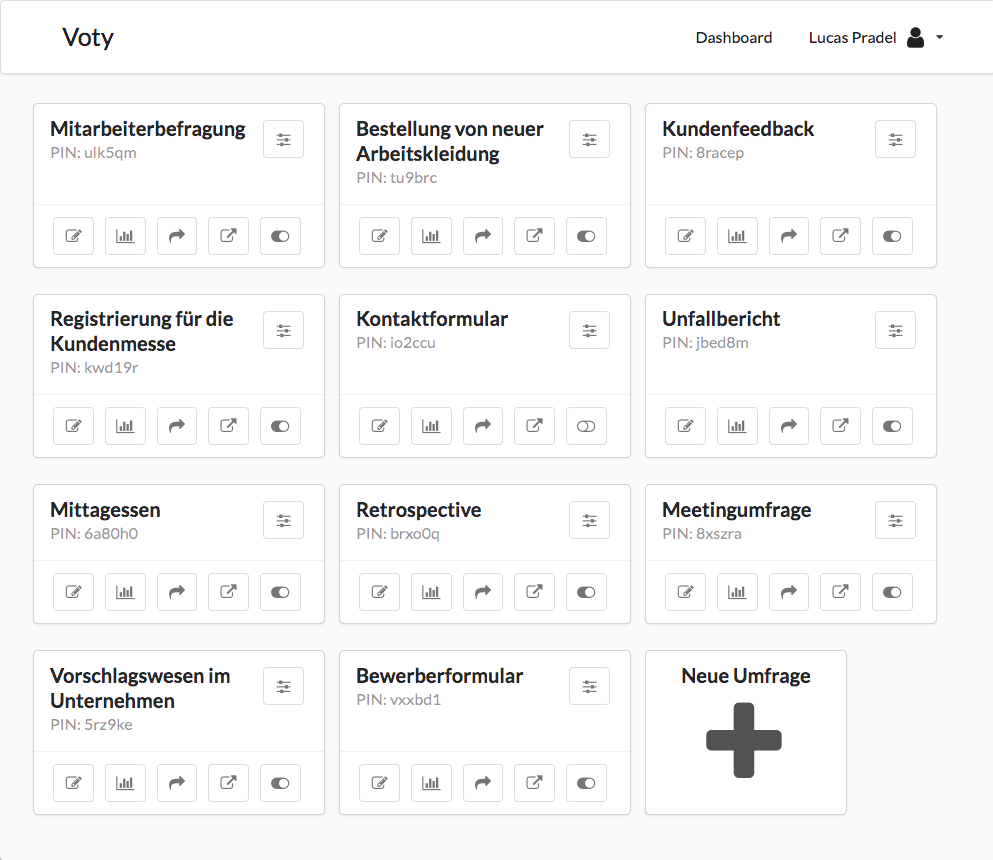 Voty
Dashboard
Lucas Pradel
Mitarbeiterbefragung
PIN: ulk5qm
Bestellung von neuer
Arbeitskleidung
PIN: tu9brc
Kundenfeedback
PIN: 8racep
Registrierung für die
Kundenmesse
PIN: kwd19r
Kontaktformular
PIN: io2ccu
Unfallbericht
PIN: jbed8m
Mittagessen
PIN: 6a80h0
Retrospective
PIN: brxo0q
Meetingumfrage
PIN: 8xszra
Vorschlagswesen im
Unternehmen
PIN: 5rz9ke
Bewerberformular
PIN: vxxbd1
Neue Umfrage